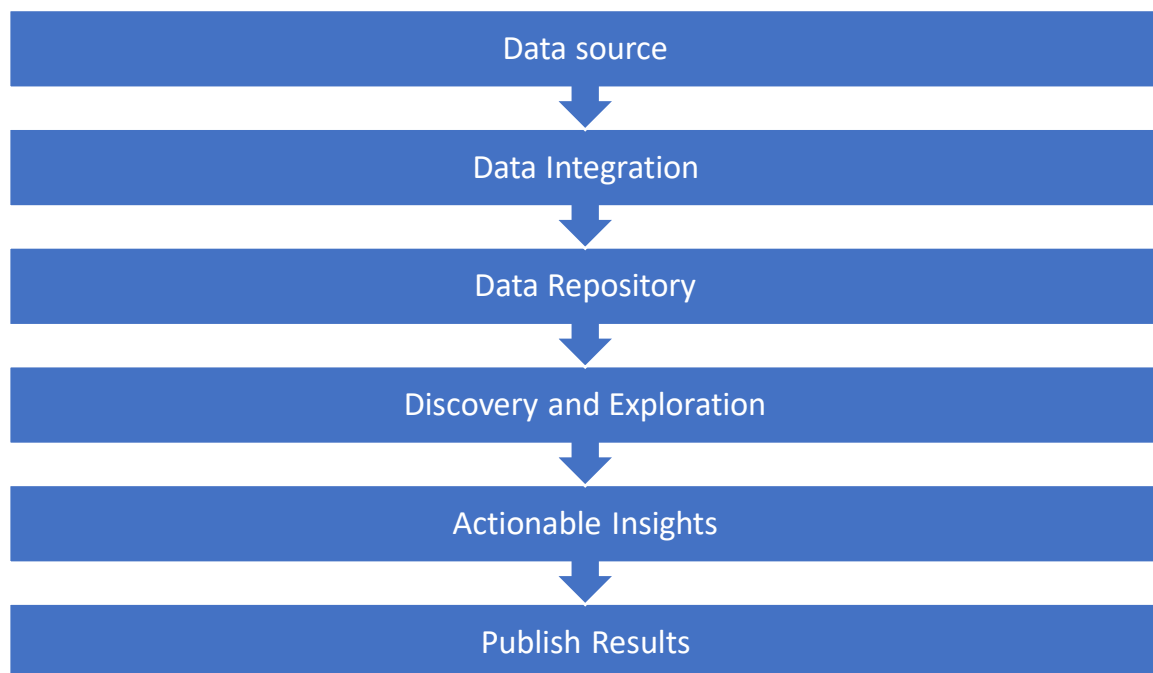 Data source
Data Integration
Data Repository
Discovery and Exploration
Actionable Insights
Publish Results